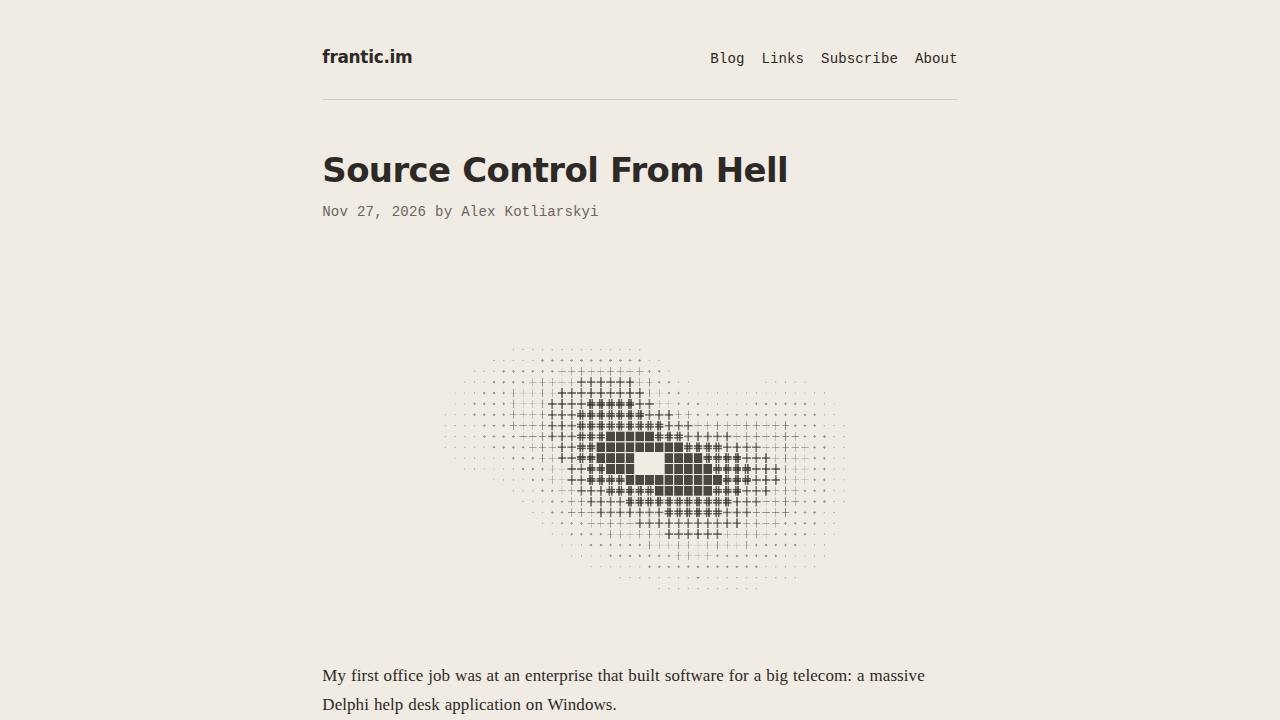 frantic.im
Blog Links Subscribe About
Source Control From Hell
Nov 27, 2026 by Alex Kotliarskyi
My first office job was at an enterprise that built software for a big telecom: a massive
Delphi help desk application on Windows.